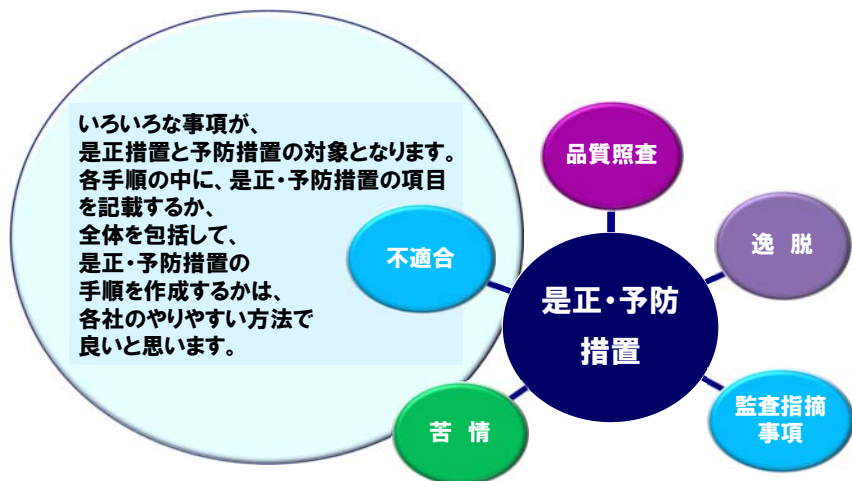 いろいろな事項が、
是正措置と予防措置の対象となります。
各手順の中に、是正・予防措置の項目
を記載するか、
全体を包括して、
是正・予防措置の
手順を作成するかは、
各社のやりやすい方法で
良いと思います。
品質照査
逸 脱
不適合
是正・予防
措置
監査指摘
事項
苦 情